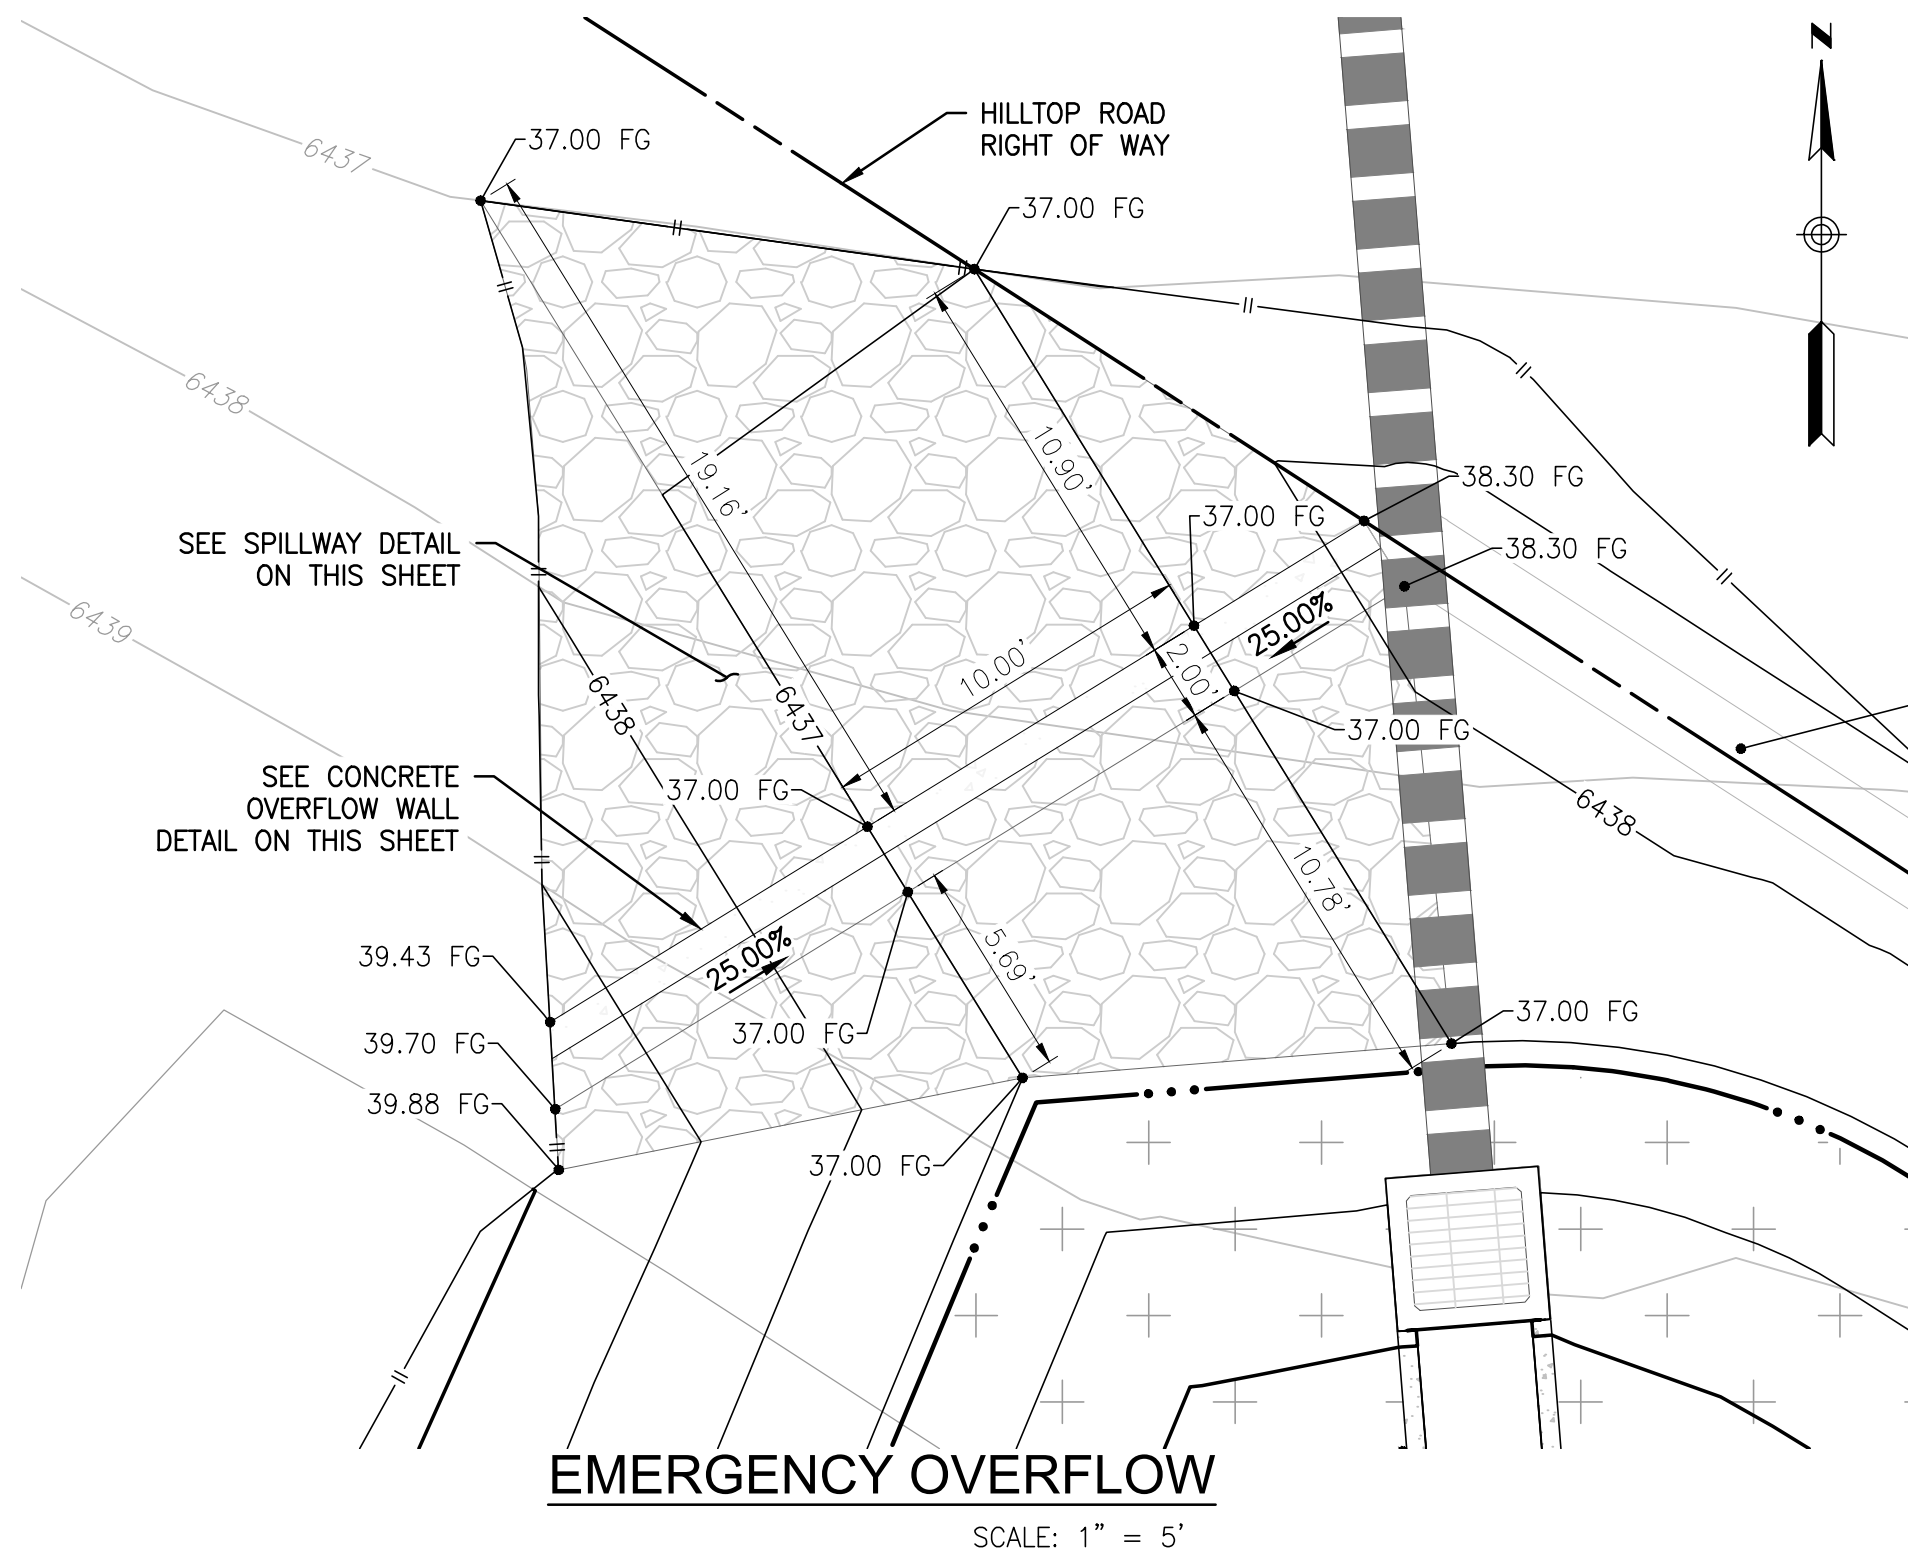 N
HILLTOP ROAD
RIGHT OF WAY
37.00 FG
6437
37.00 FG
6438
10.90'
19.16'
38.30 FG
37.00 FG
38.30 FG
SEE SPILLWAY DETAIL
ON THIS SHEET
6439
25.00%
10.00'
2.00'
6438
6437
37.00 FG
SEE CONCRETE
OVERFLOW WALL
DETAIL ON THIS SHEET
37.00 FG
6438
10.78'
39.43 FG
25.00%
5.69'
37.00 FG
37.00 FG
39.70 FG
39.88 FG
37.00 FG
EMERGENCY OVERFLOW
SCALE: 1" = 5'